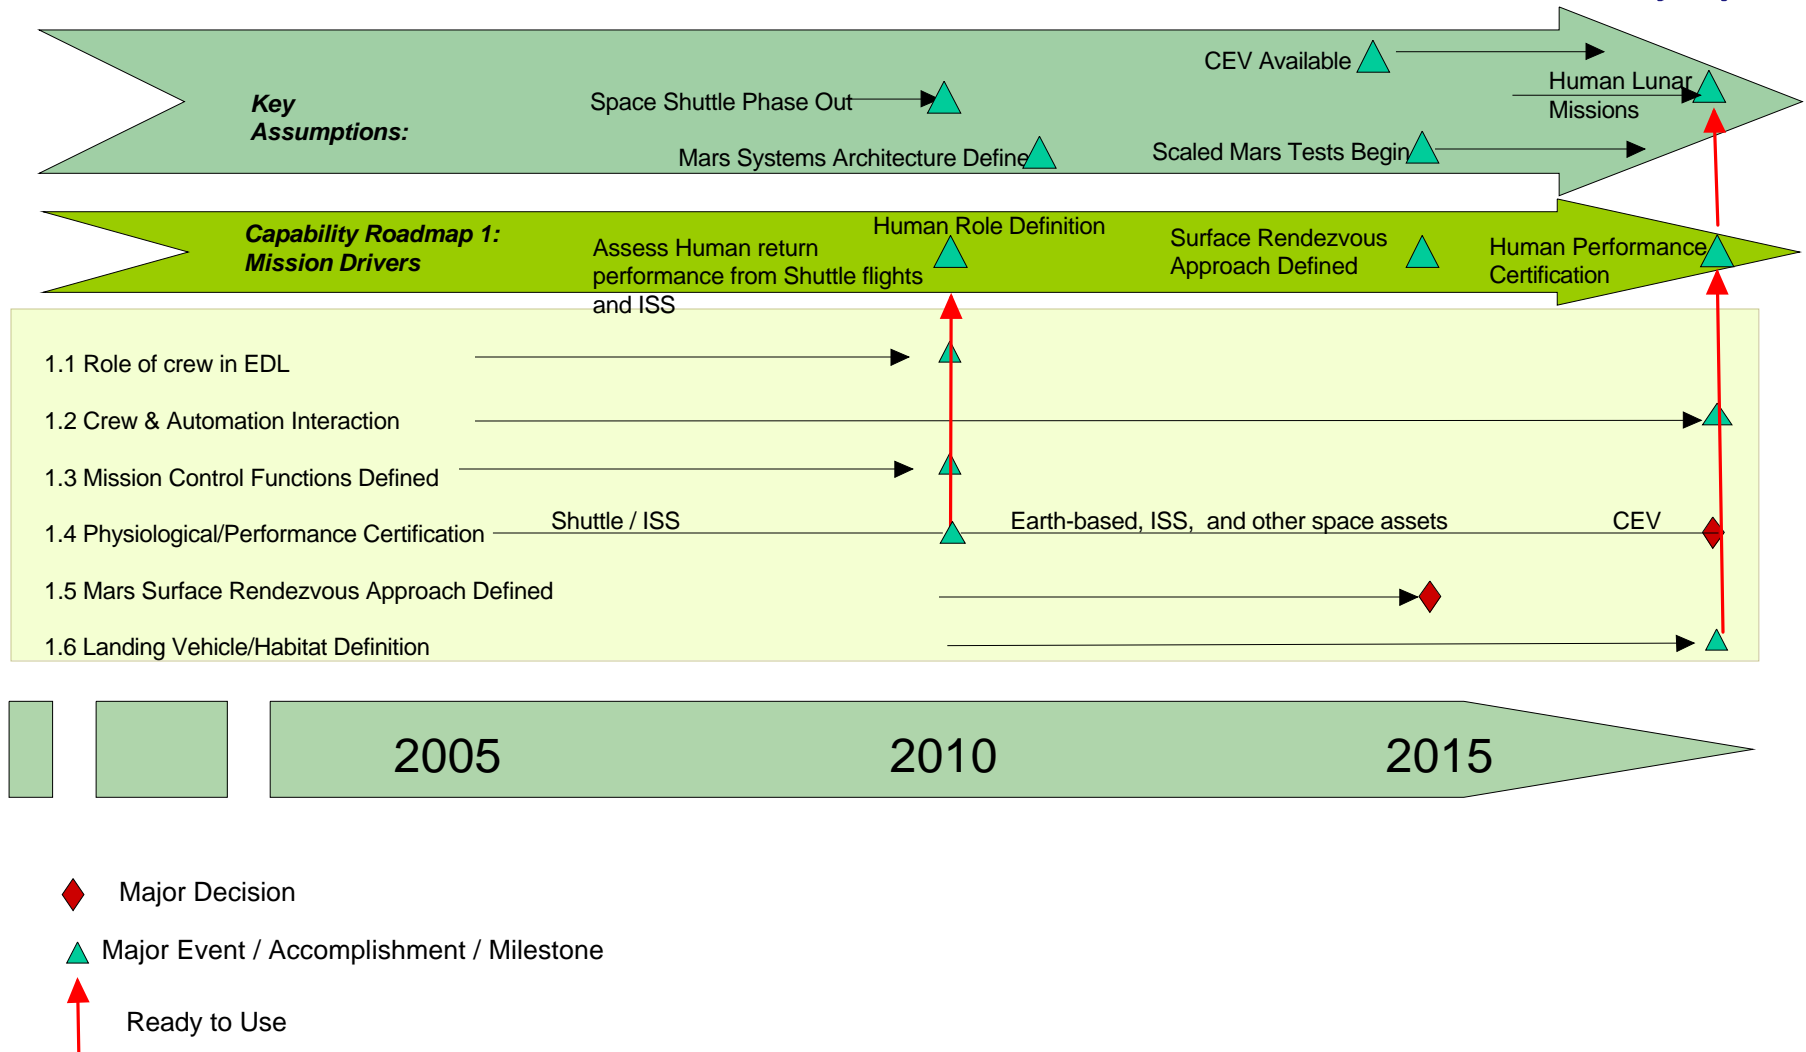 CEV Available
Human Lunar
Missions
Key
Assumptions:
Space Shuttle Phase Out
Mars Systems Architecture Define
Scaled Mars Tests Begin
Capability Roadmap 1:
Mission Drivers
Assess Human return
performance from Shuttle flights
and ISS
Human Role Definition
Surface Rendezvous
Approach Defined
Human Performance
Certification
1.1 Role of crew in EDL
1.2 Crew & Automation Interaction
1.3 Mission Control Functions Defined
1.4 Physiological/Performance Certification
Shuttle / ISS
Earth-based, ISS, and other space assets
CEV
1.5 Mars Surface Rendezvous Approach Defined
1.6 Landing Vehicle/Habitat Definition
2005
2010
2015
Major Decision
Major Event / Accomplishment / Milestone
Ready to Use